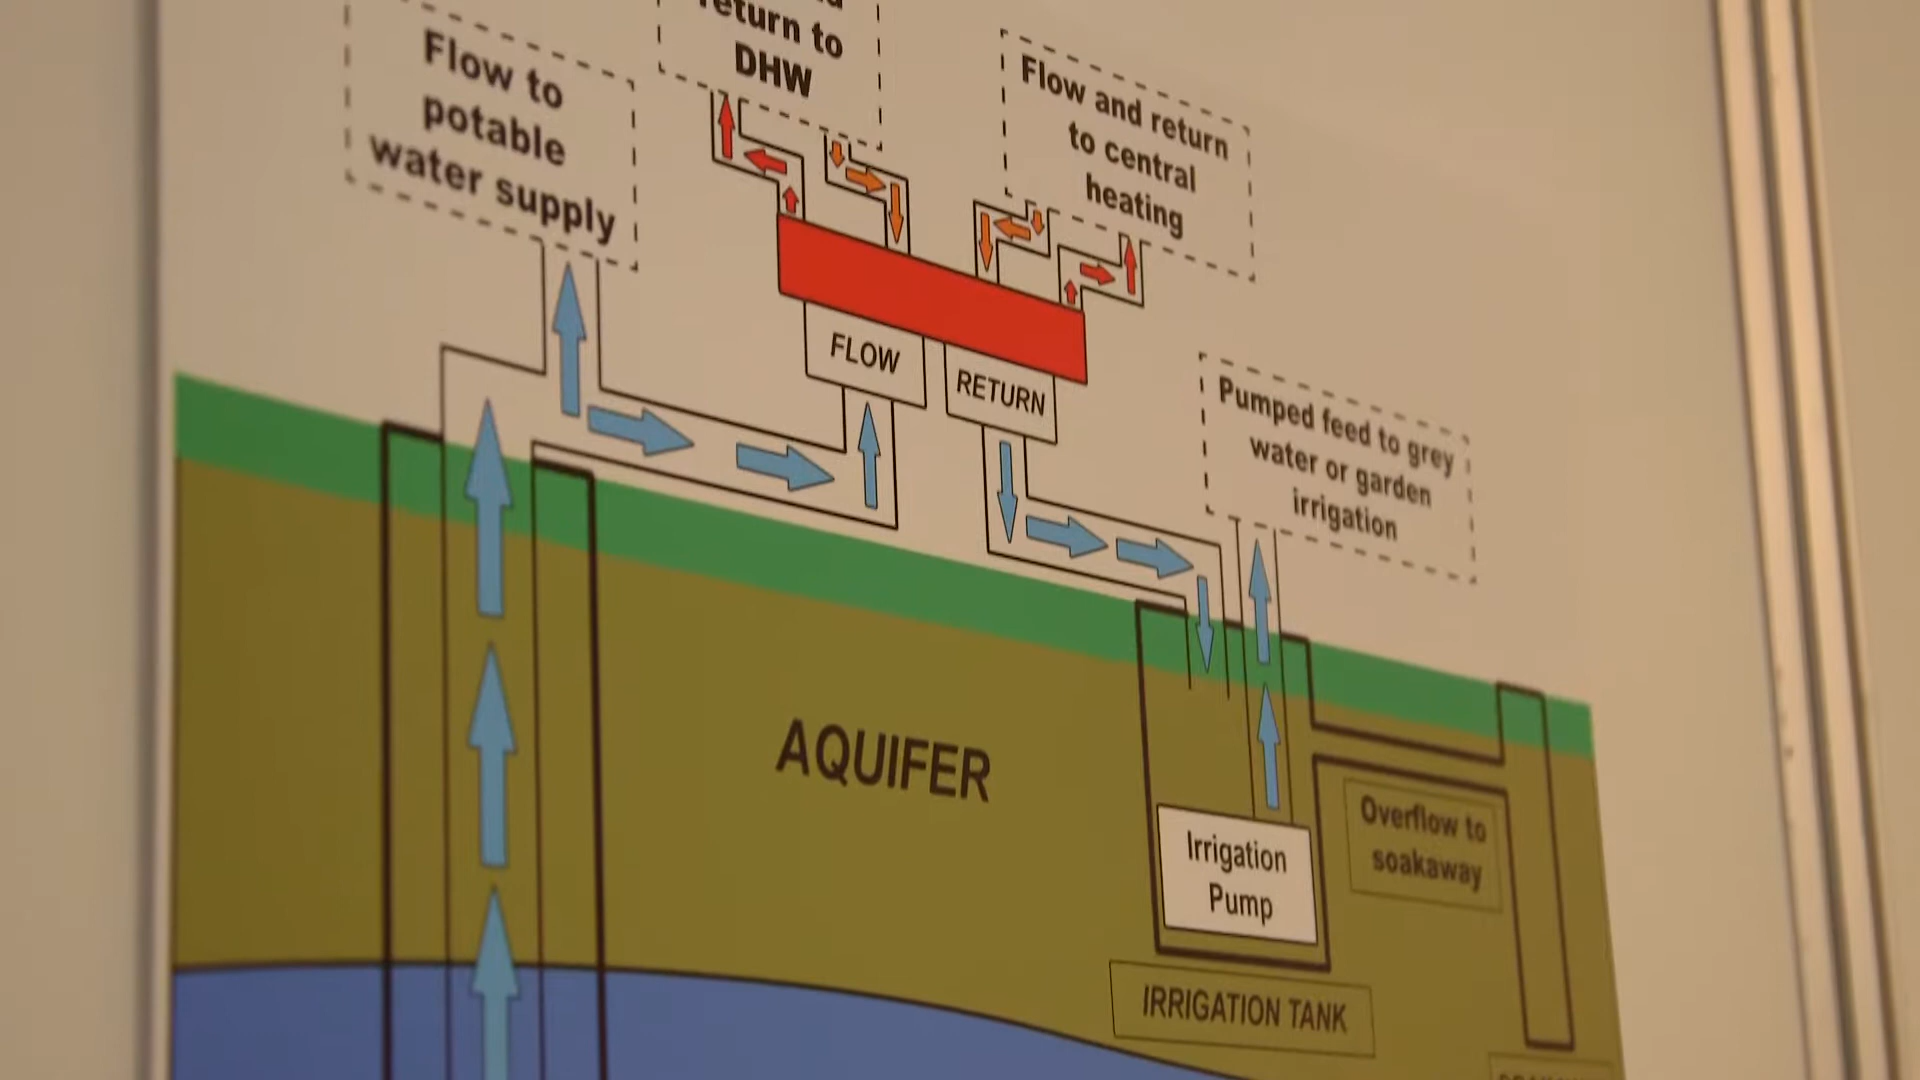 return to
DHW
Flow to
potable
water supply
Flow and return
to central
heating
FLOW
RETURN
Pumped feed to grey
water or garden
irrigation
AQUIFER
Irrigation
Pump
Overflow to
soakaway
IRRIGATION TANK